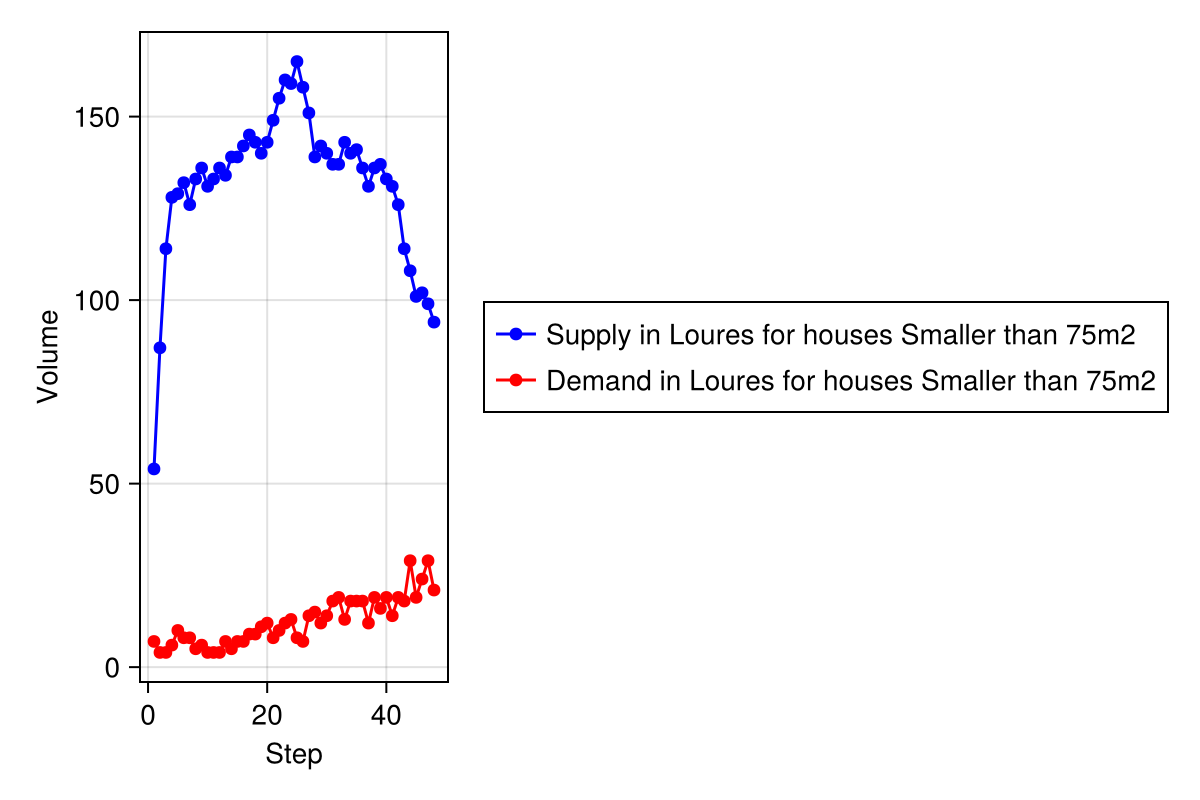 150
100
50
0
Volume
0 20 40
Step
Supply in Loures for houses Smaller than 75m2
Demand in Loures for houses Smaller than 75m2